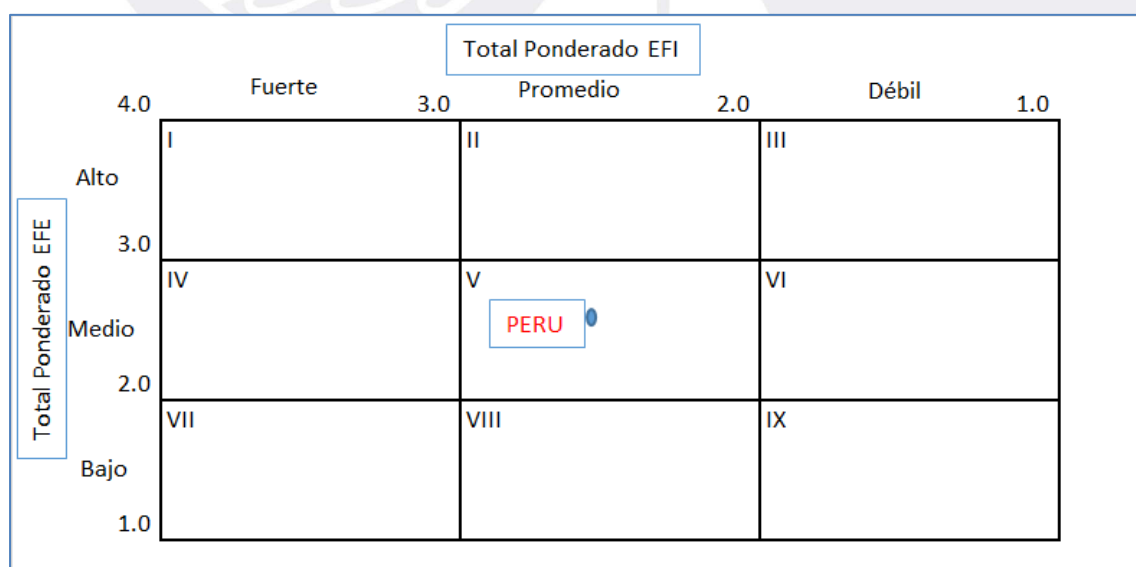 Total Ponderado EFI
Fuerte Promedio Débil
4.0 3.0 2.0 1.0
I II III
Alto
3.0
Total Ponderado EFE
IV V VI
Medio PERU
2.0
VII VIII IX
Bajo
1.0